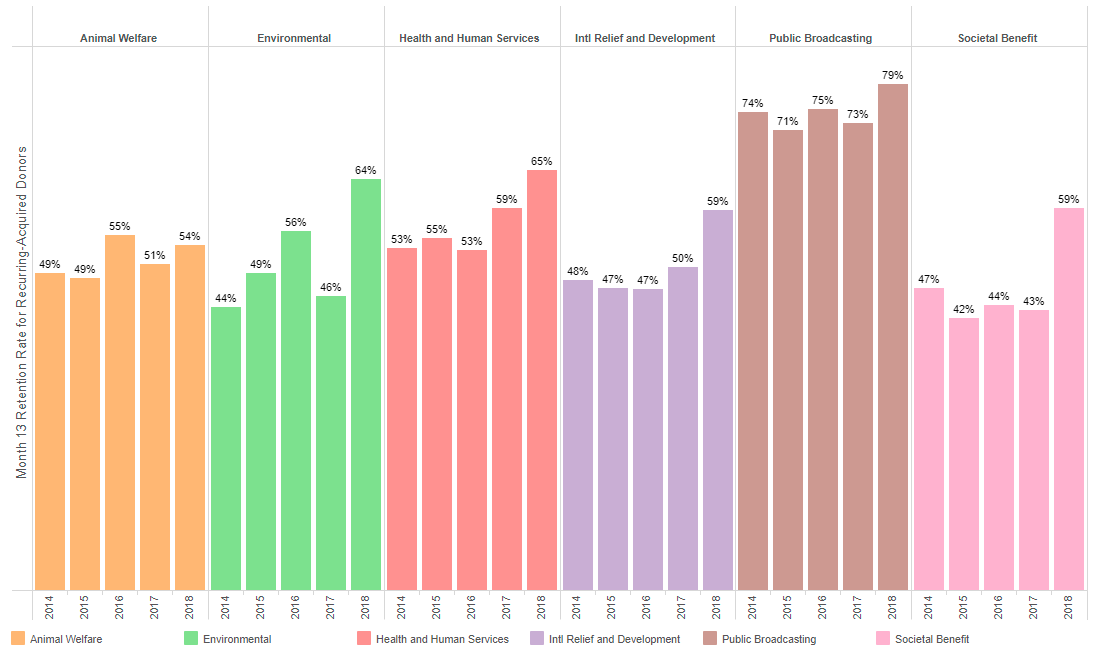 Animal Welfare Environmental Health and Human Services Intl Relief and Development Public Broadcasting Societal Benefit
Month 13 Retention Rate for Recurring-Acquired Donors
49% 49% 55% 51% 54%
44% 49% 56% 46% 64%
53% 55% 53% 59% 65%
48% 47% 47% 50% 59%
74% 71% 75% 73% 79%
47% 42% 44% 43% 59%
2014 2015 2016 2017 2018 2014 2015 2016 2017 2018 2014 2015 2016 2017 2018 2014 2015 2016 2017 2018 2014 2015 2016 2017 2018 2014 2015 2016 2017 2018
Animal Welfare Environmental Health and Human Services Intl Relief and Development Public Broadcasting Societal Benefit